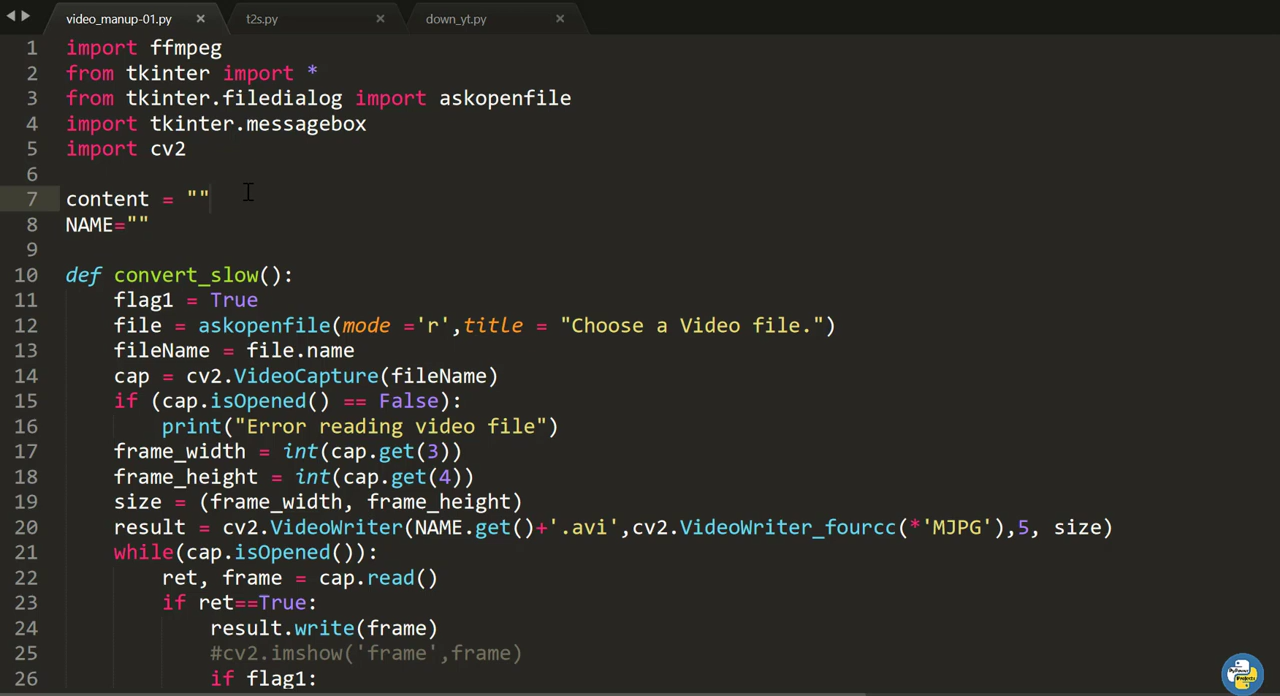 video_manup-01.py × t2s.py × down_yt.py ×
1 import ffmpeg
2 from tkinter import *
3 from tkinter.filedialog import askopenfile
4 import tkinter.messagebox
5 import cv2
6
7 content = ""
8 NAME=""
9
10 def convert_slow():
11 flag1 = True
12 file = askopenfile(mode ='r',title = "Choose a Video file.")
13 fileName = file.name
14 cap = cv2.VideoCapture(fileName)
15 if (cap.isOpened() == False):
16 print("Error reading video file")
17 frame_width = int(cap.get(3))
18 frame_height = int(cap.get(4))
19 size = (frame_width, frame_height)
20 result = cv2.VideoWriter(NAME.get()+'.avi',cv2.VideoWriter_fourcc(*'MJPG'),5, size)
21 while(cap.isOpened()):
22 ret, frame = cap.read()
23 if ret==True:
24 result.write(frame)
25 #cv2.imshow('frame',frame)
26 if flag1: